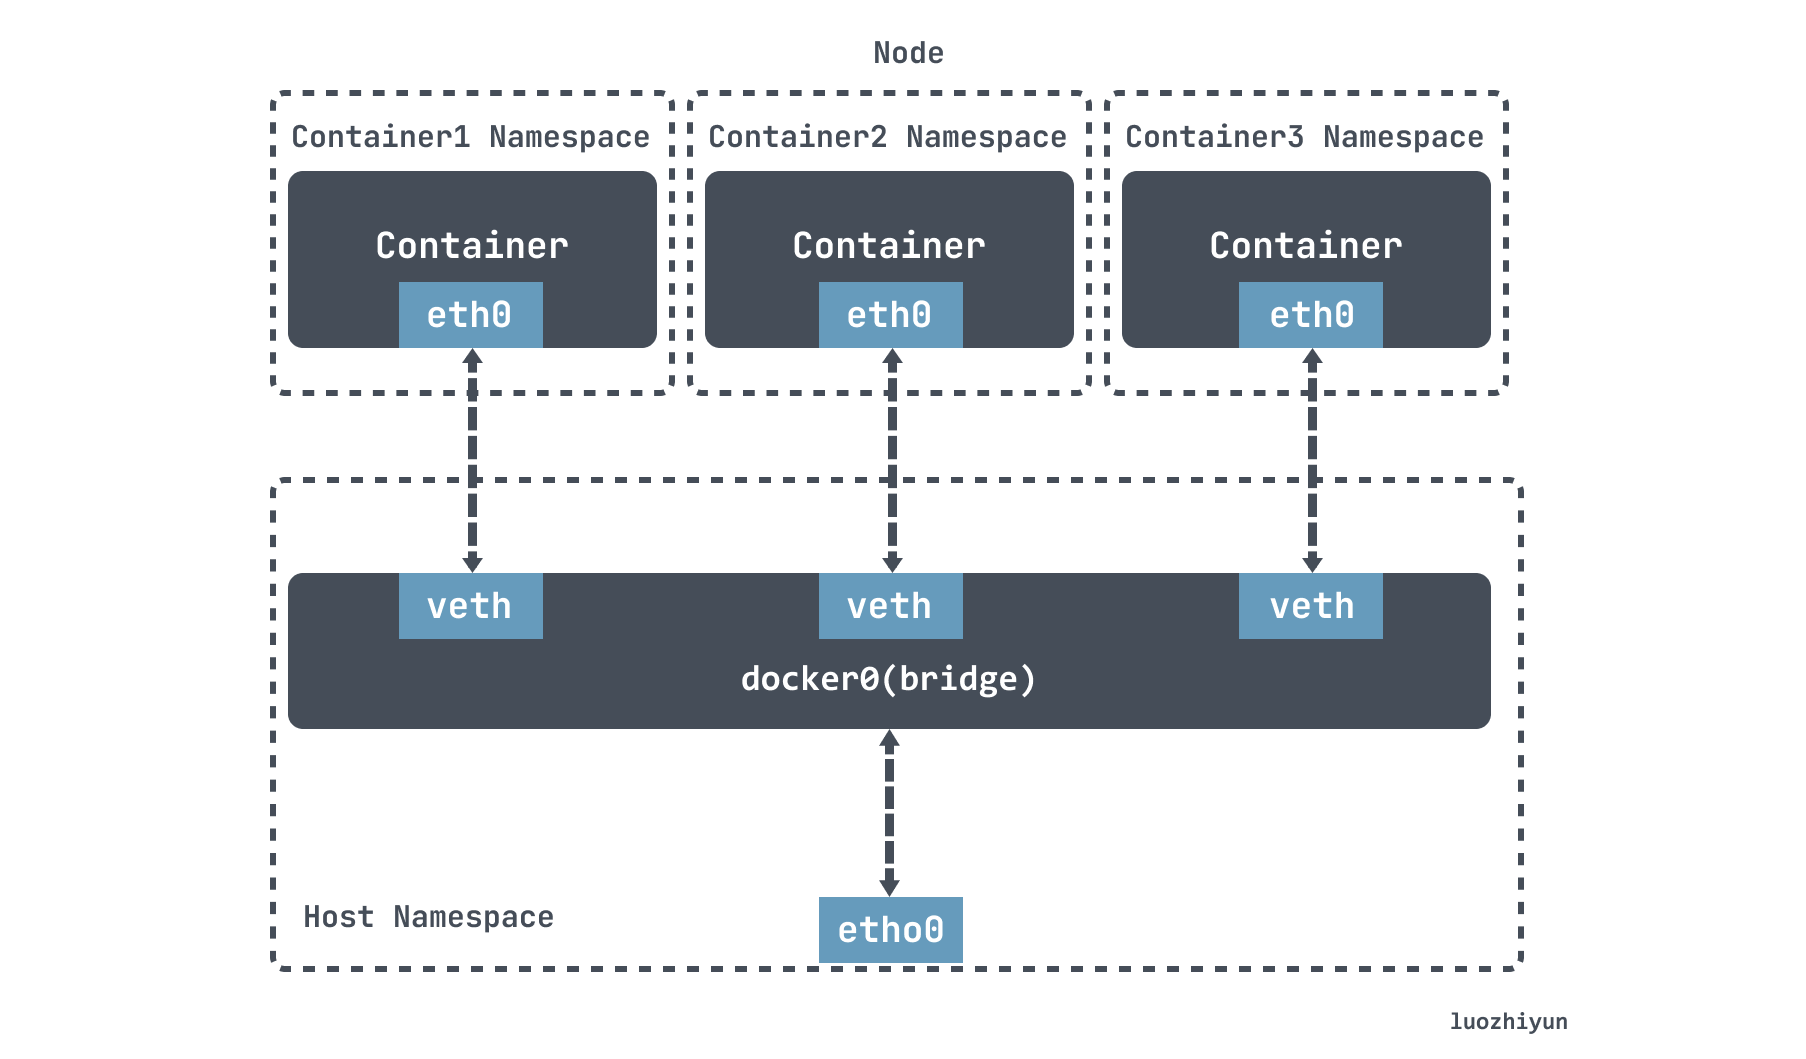 Node
Container1 Namespace
Container2 Namespace
Container3 Namespace
Container
Container
Container
eth0
eth0
eth0
veth
veth
veth
docker0(bridge)
Host Namespace
etho0
luozhiyun